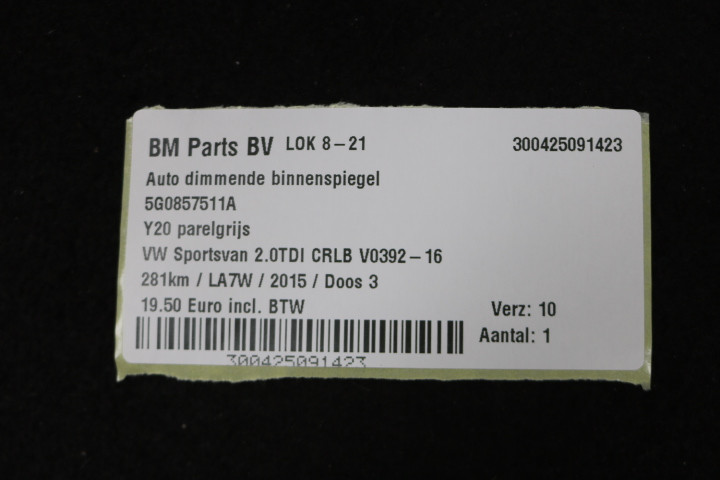 BM Parts BV LOK 8-21 300425091423
Auto dimmende binnenspiegel
5G0857511A
Y20 parelgrijs
VW Sportsvan 2.0TDI CRLB V0392-16
281km / LA7W / 2015 / Doos 3
19.50 Euro incl. BTW Verz: 10
Aantal: 1
300425091423